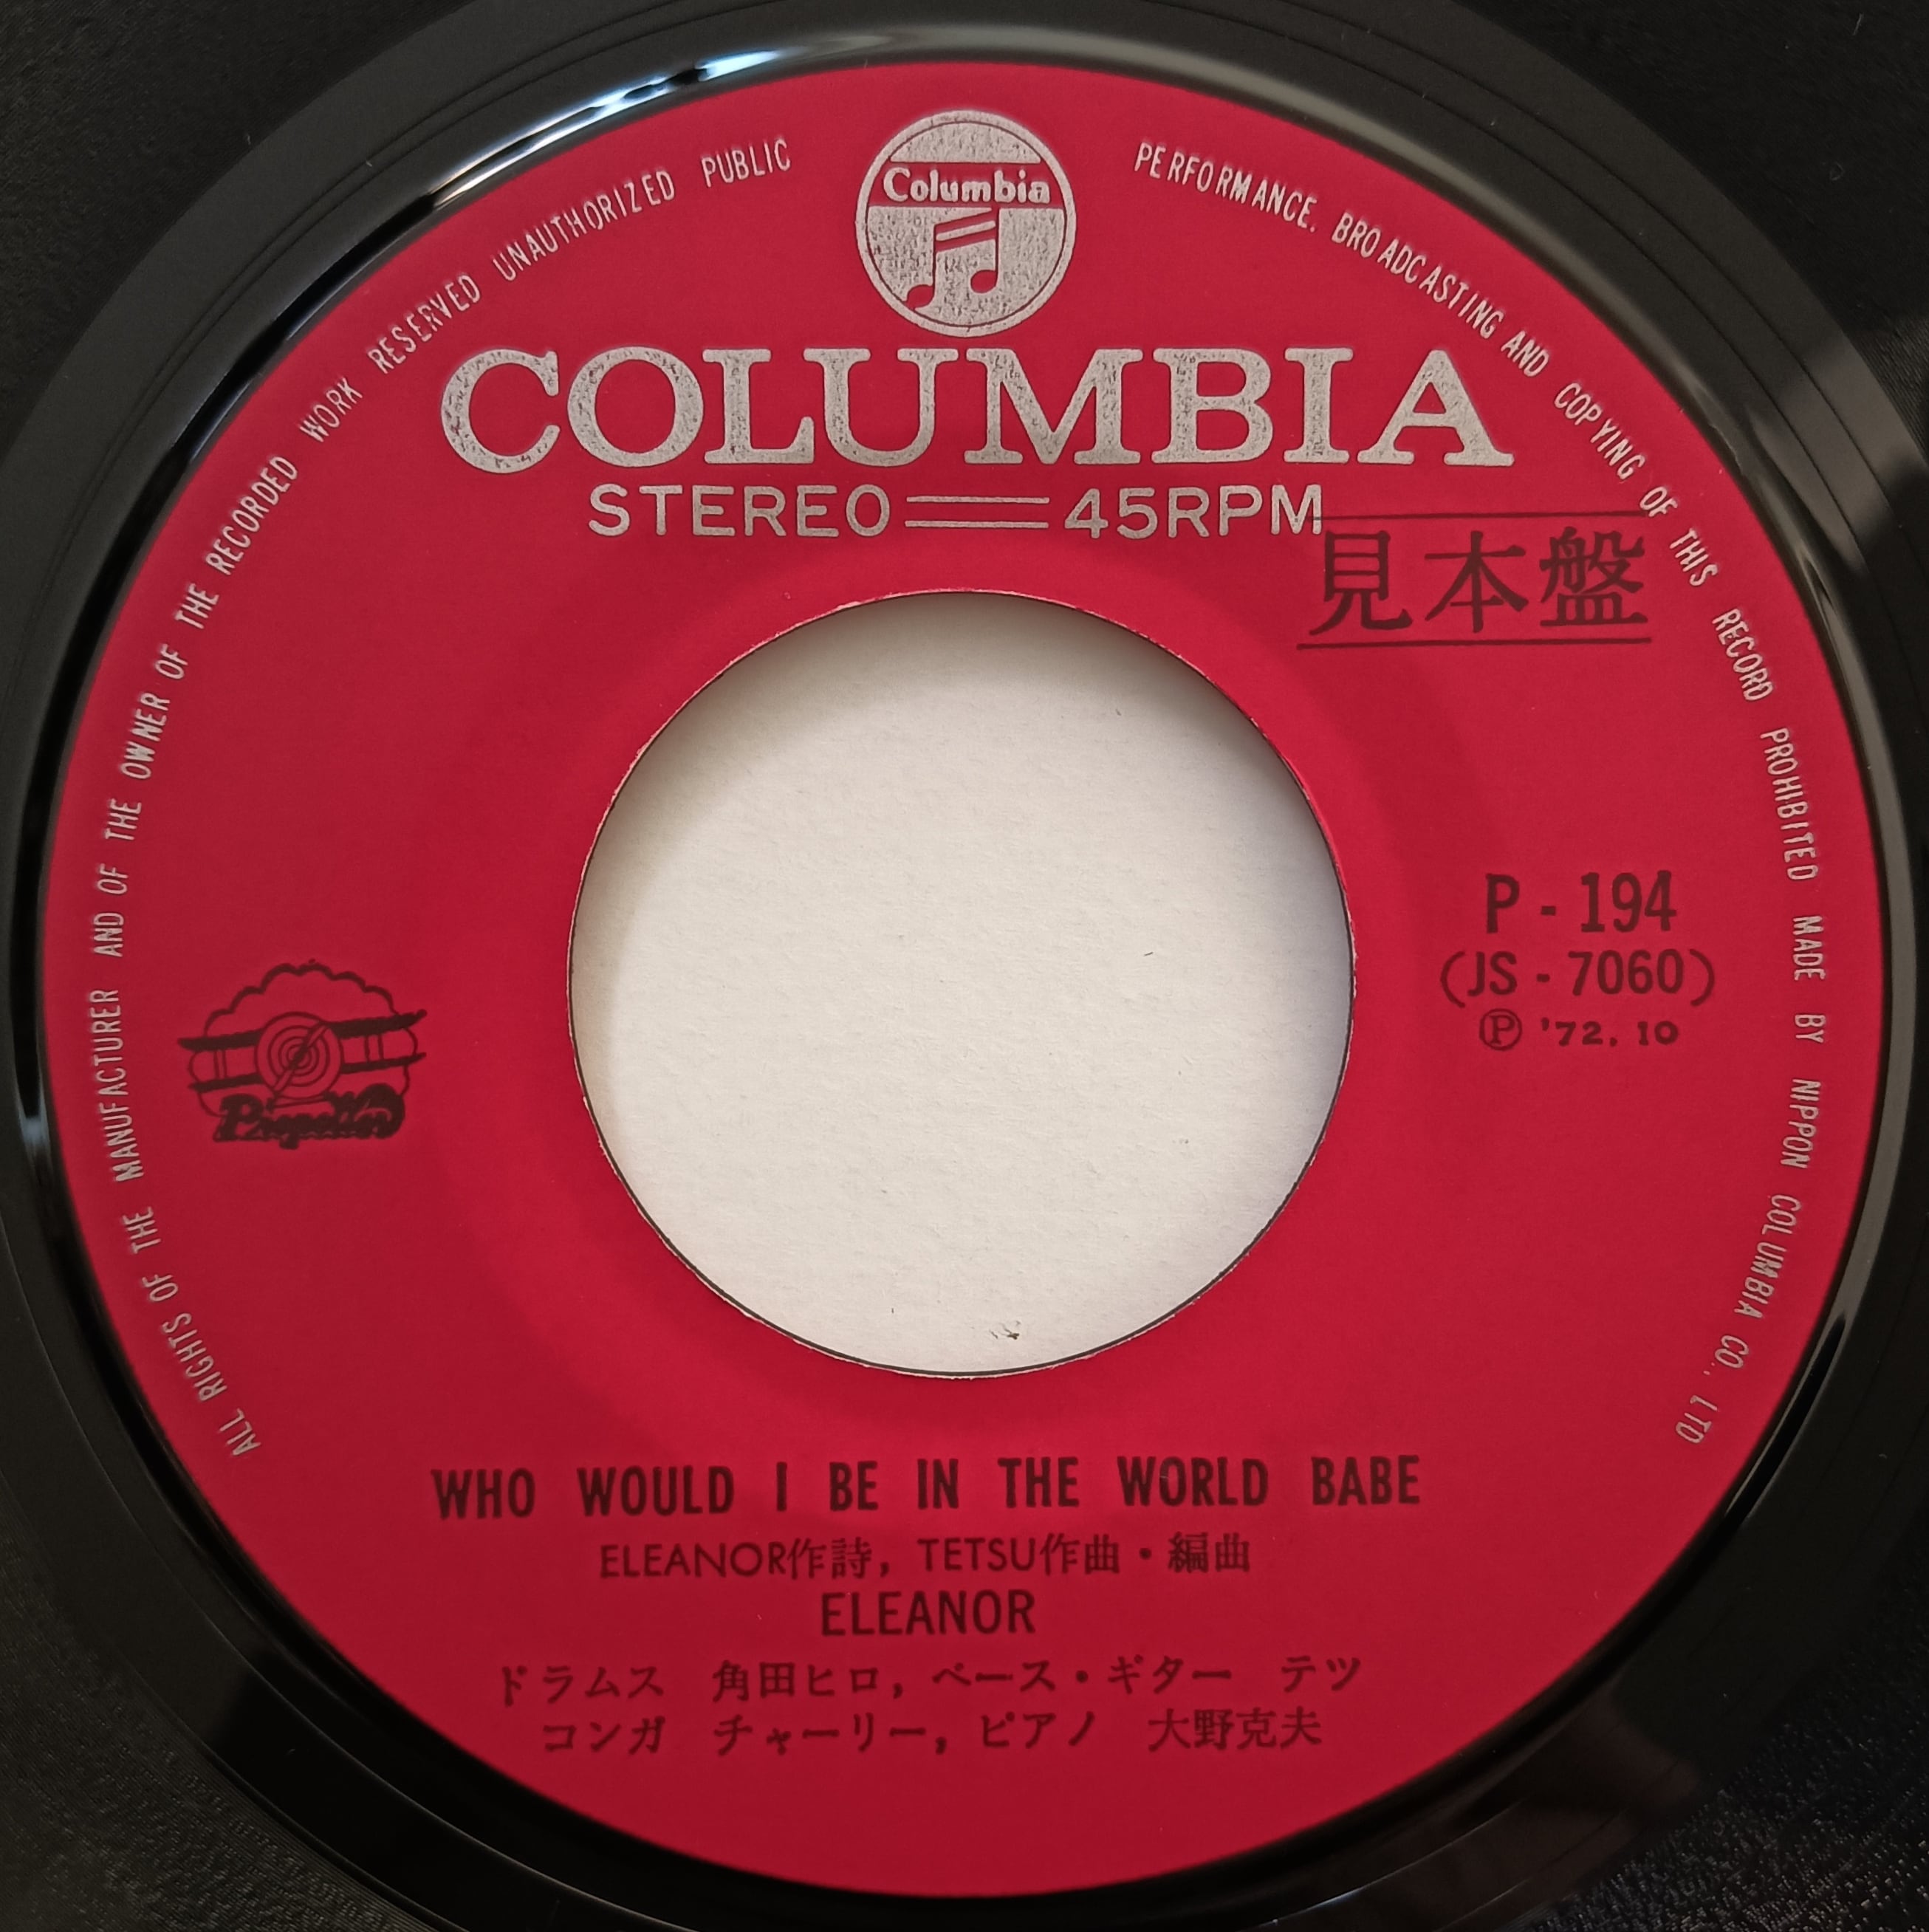 ALL RIGHTS OF THE MANUFACTURER AND OF THE OWNER OF THE RECORDED WORK RESERVED UNAUTHORIZED PUBLIC PERFORMANCE. BROADCASTING AND COPYING OF THIS RECORD PROHIBITED MADE BY NIPPON COLUMBIA CO., LTD
Columbia
COLUMBIA
STEREO 45RPM
見本盤
P - 194
(JS - 7060)
Ⓟ '72. 10
Propeller
WHO WOULD I BE IN THE WORLD BABE
ELEANOR作詩, TETSU作曲・編曲
ELEANOR
ドラムス 角田ヒロ, ベース・ギター テツ
コンガ チャーリー, ピアノ 大野克夫